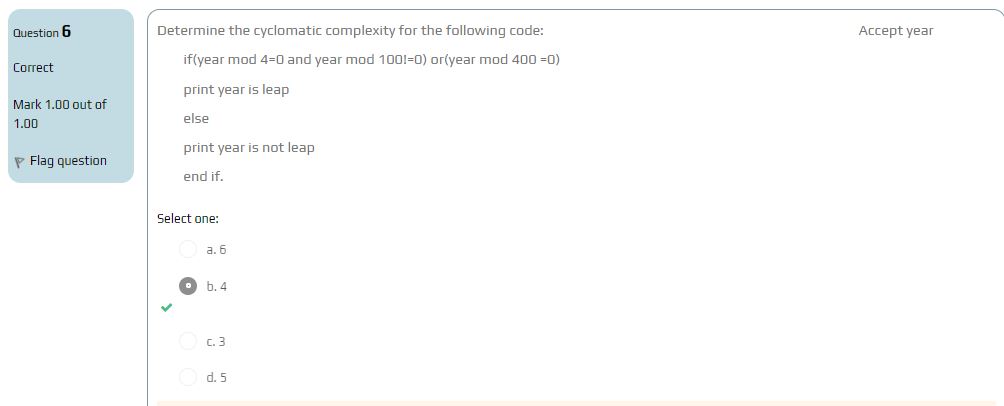 Question 6
Correct
Mark 1.00 out of
1.00
Flag question
Determine the cyclomatic complexity for the following code: Accept year
if(year mod 4=0 and year mod 100!=0) or(year mod 400 =0)
print year is leap
else
print year is not leap
end if.
Select one:
a. 6
b. 4
c. 3
d. 5